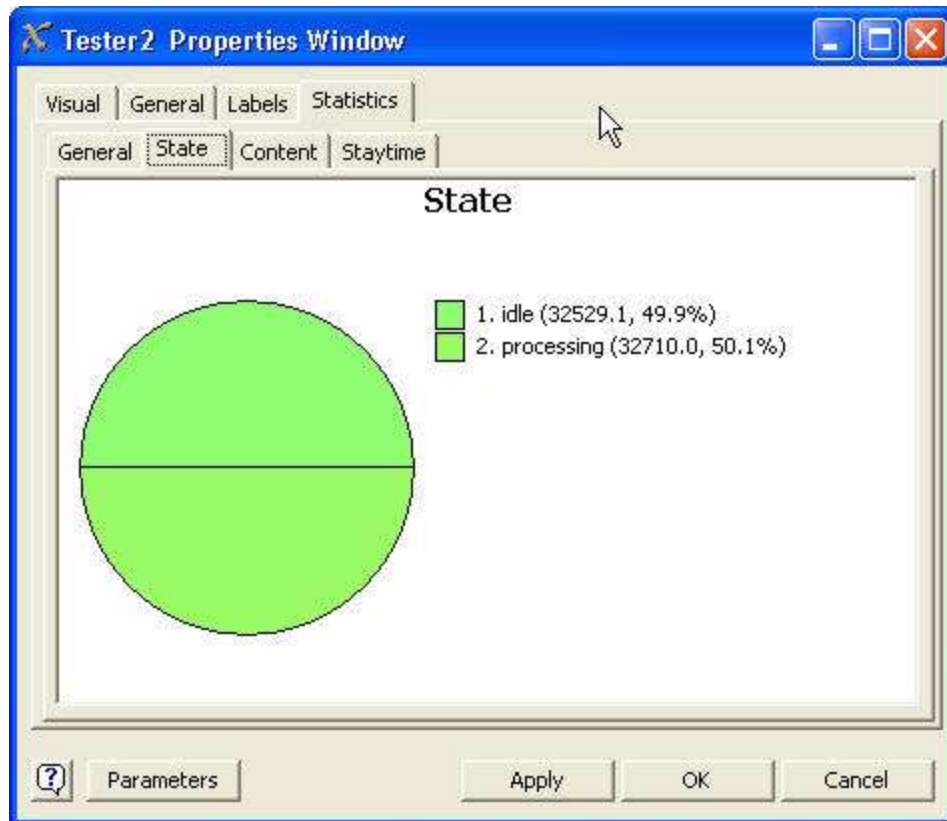 Tester2 Properties Window
Visual General Labels Statistics
General State Content Staytime
State
1. idle (32529.1, 49.9%)
2. processing (32710.0, 50.1%)
? Parameters Apply OK Cancel